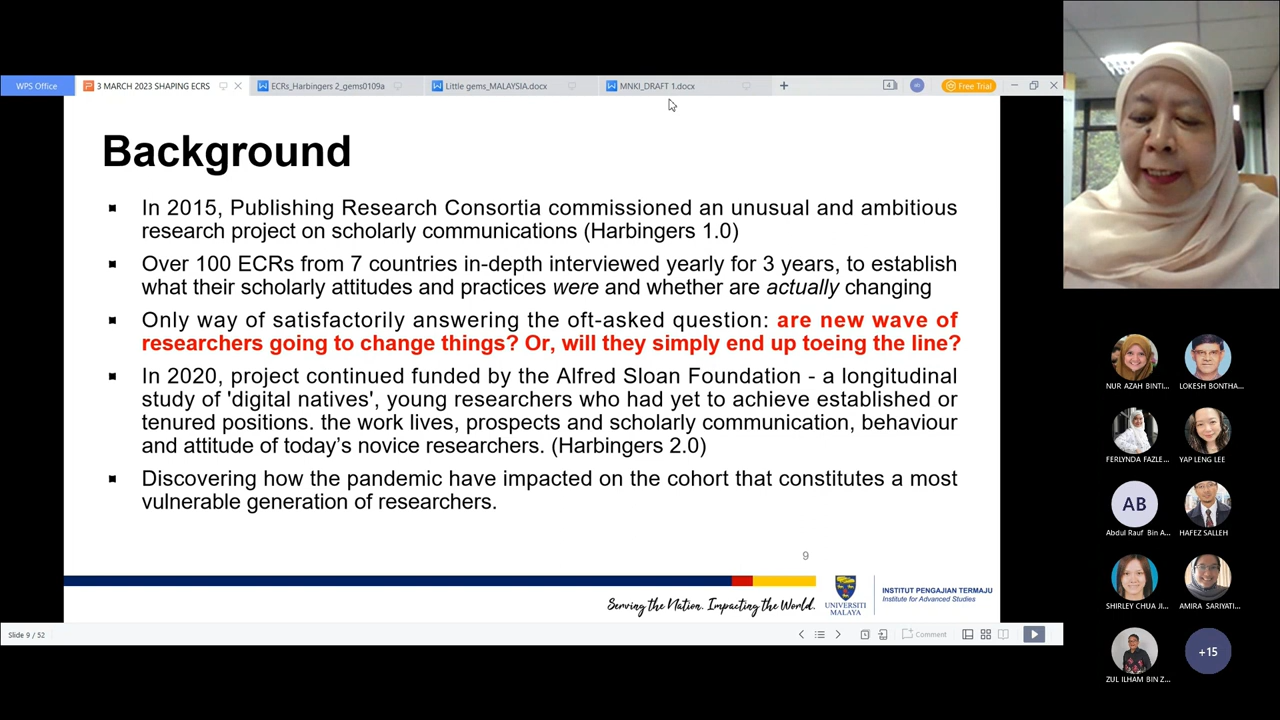 WPS Office
3 MARCH 2023 SHAPING ECRS
ECRs_Harbingers 2_gems0109a
Little gems_MALAYSIA.docx
MNKI_DRAFT 1.docx
Free Trial
Background
In 2015, Publishing Research Consortia commissioned an unusual and ambitious
research project on scholarly communications (Harbingers 1.0)
Over 100 ECRs from 7 countries in-depth interviewed yearly for 3 years, to establish
what their scholarly attitudes and practices were and whether are actually changing
Only way of satisfactorily answering the oft-asked question: are new wave of
researchers going to change things? Or, will they simply end up toeing the line?
In 2020, project continued funded by the Alfred Sloan Foundation - a longitudinal
study of 'digital natives', young researchers who had yet to achieve established or
tenured positions. the work lives, prospects and scholarly communication, behaviour
and attitude of today's novice researchers. (Harbingers 2.0)
Discovering how the pandemic have impacted on the cohort that constitutes a most
vulnerable generation of researchers.
9
Serving the Nation. Impacting the World.
UNIVERSITI
MALAYA
INSTITUT PENGAJIAN TERMAJU
Institute for Advanced Studies
Slide 9 / 52
Comment
NUR AZAH BINTI...
LOKESH BONTHA...
FERLYNDA FAZLE...
YAP LENG LEE
AB
Abdul Rauf Bin A...
HAFEZ SALLEH
SHIRLEY CHUA JI...
AMIRA SARIYATI...
ZUL ILHAM BIN Z...
+15